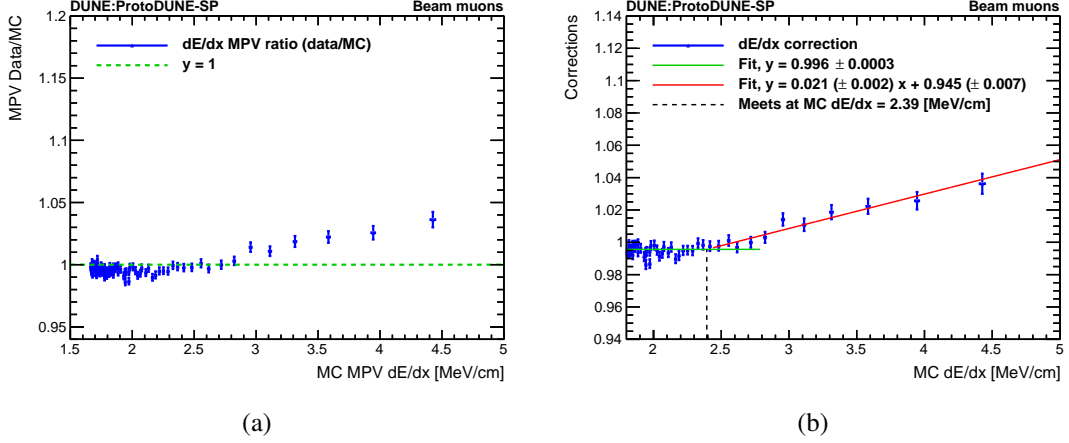 DUNE:ProtoDUNE-SP Beam muons
dE/dx MPV ratio (data/MC)
y = 1
MPV Data/MC
1.2
1.15
1.1
1.05
1
0.95
1.5 2 2.5 3 3.5 4 4.5 5
MC MPV dE/dx [MeV/cm]
(a)
DUNE:ProtoDUNE-SP Beam muons
dE/dx correction
Fit, y = 0.996 ± 0.0003
Fit, y = 0.021 (± 0.002) x + 0.945 (± 0.007)
Meets at MC dE/dx = 2.39 [MeV/cm]
Corrections
1.14
1.12
1.1
1.08
1.06
1.04
1.02
1
0.98
0.96
0.94
2 2.5 3 3.5 4 4.5 5
MC dE/dx [MeV/cm]
(b)